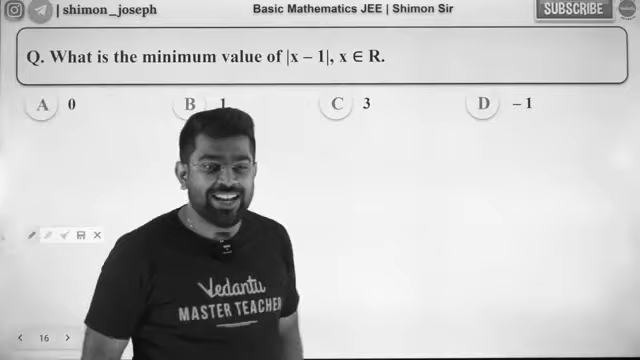 | shimon_joseph
Basic Mathematics JEE | Shimon Sir
SUBSCRIBE
Q. What is the minimum value of |x – 1|, x ∈ R.
A 0
B 1
C 3
D – 1
Vedantu
MASTER TEACHER
< 16 >